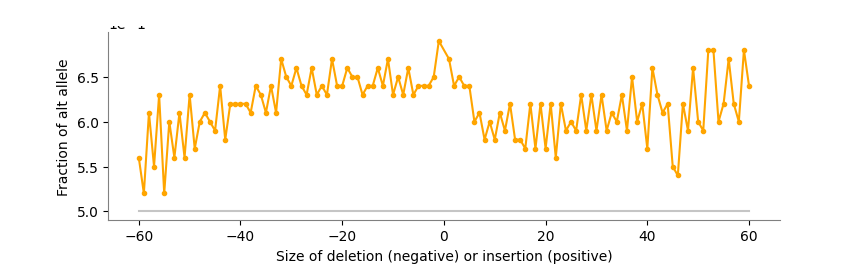 6.5
6.0
5.5
5.0
Fraction of alt allele
−60 −40 −20 0 20 40 60
Size of deletion (negative) or insertion (positive)